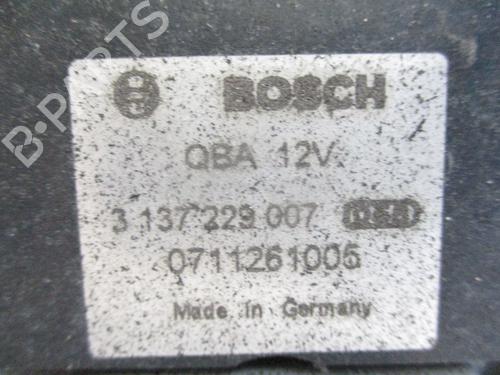 B-PARTS
BOSCH
QBA 12V
3 137 229 007
0711261005
Made in Germany